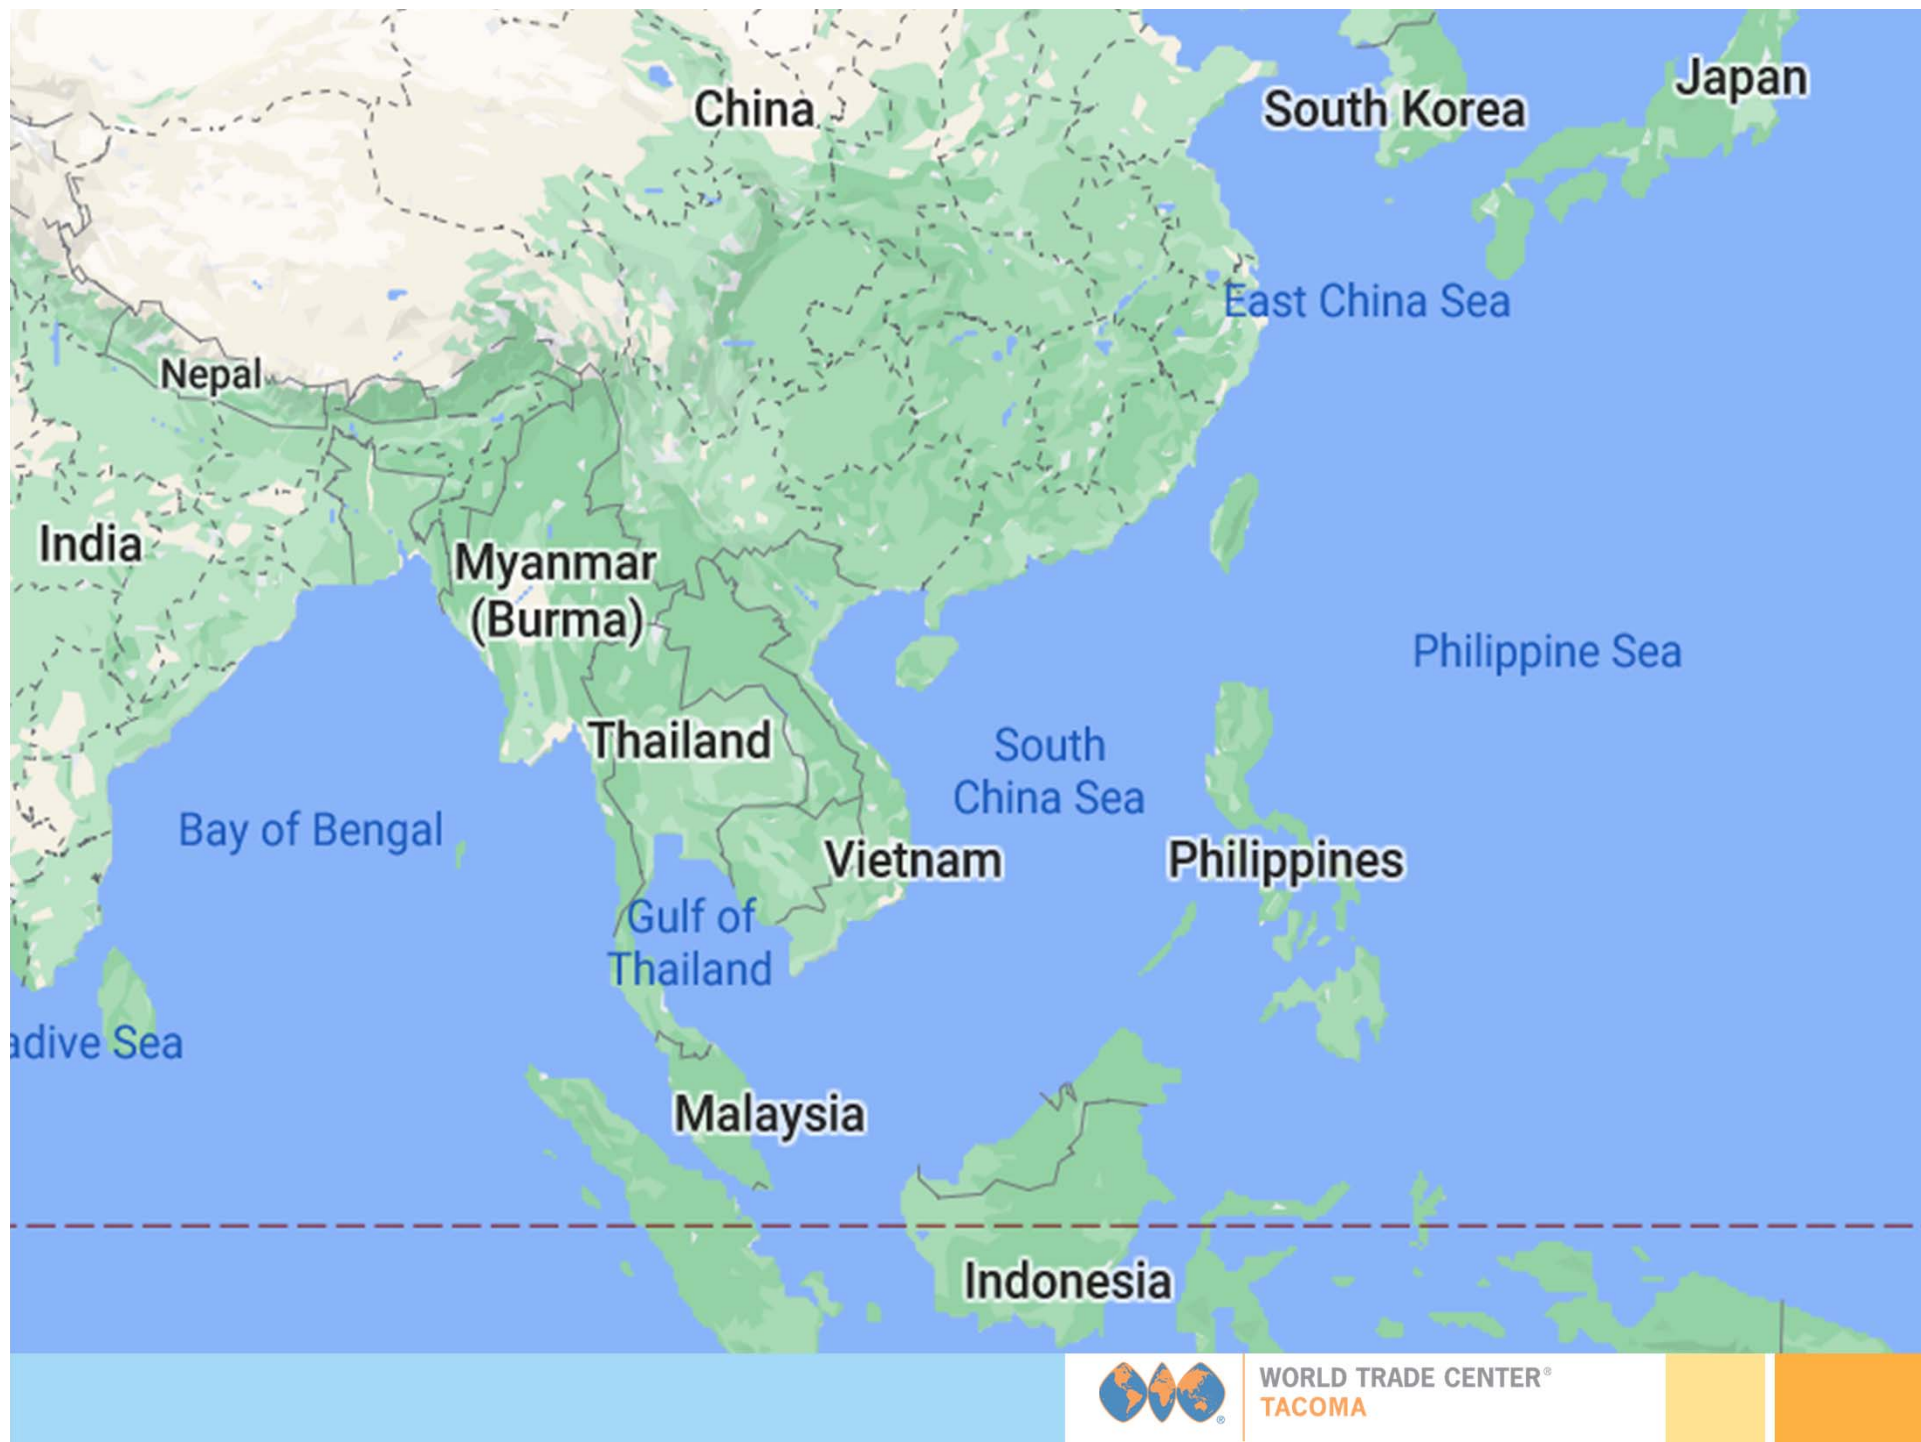 China
South Korea
Japan
East China Sea
Nepal
India
Myanmar
(Burma)
Philippine Sea
Thailand
South
China Sea
Bay of Bengal
Vietnam
Philippines
Gulf of
Thailand
adive Sea
Malaysia
Indonesia
WORLD TRADE CENTER®
TACOMA
®